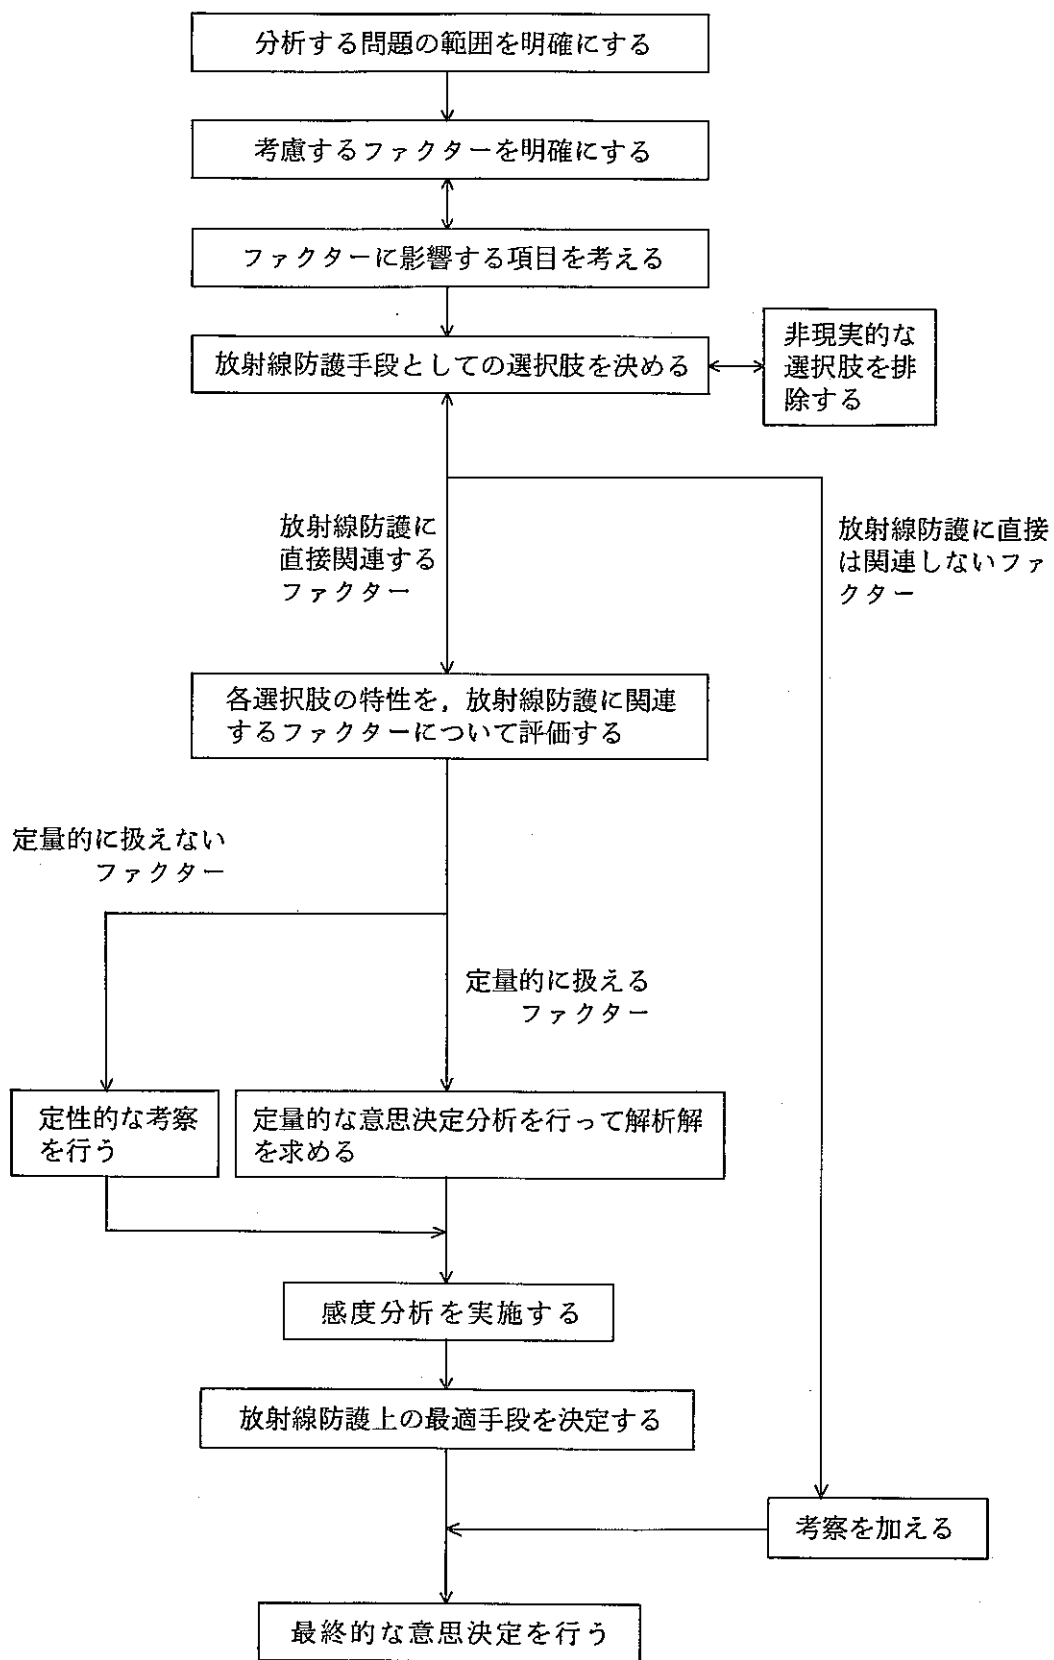 分析する問題の範囲を明確にする
考慮するファクターを明確にする
ファクターに影響する項目を考える
放射線防護手段としての選択肢を決める
非現実的な
選択肢を排
除する
放射線防護に
直接関連する
ファクター
放射線防護に直接
は関連しないファ
クター
各選択肢の特性を，放射線防護に関連
するファクターについて評価する
定量的に扱えない
ファクター
定量的に扱える
ファクター
定性的な考察
を行う
定量的な意思決定分析を行って解析解
を求める
感度分析を実施する
放射線防護上の最適手段を決定する
考察を加える
最終的な意思決定を行う